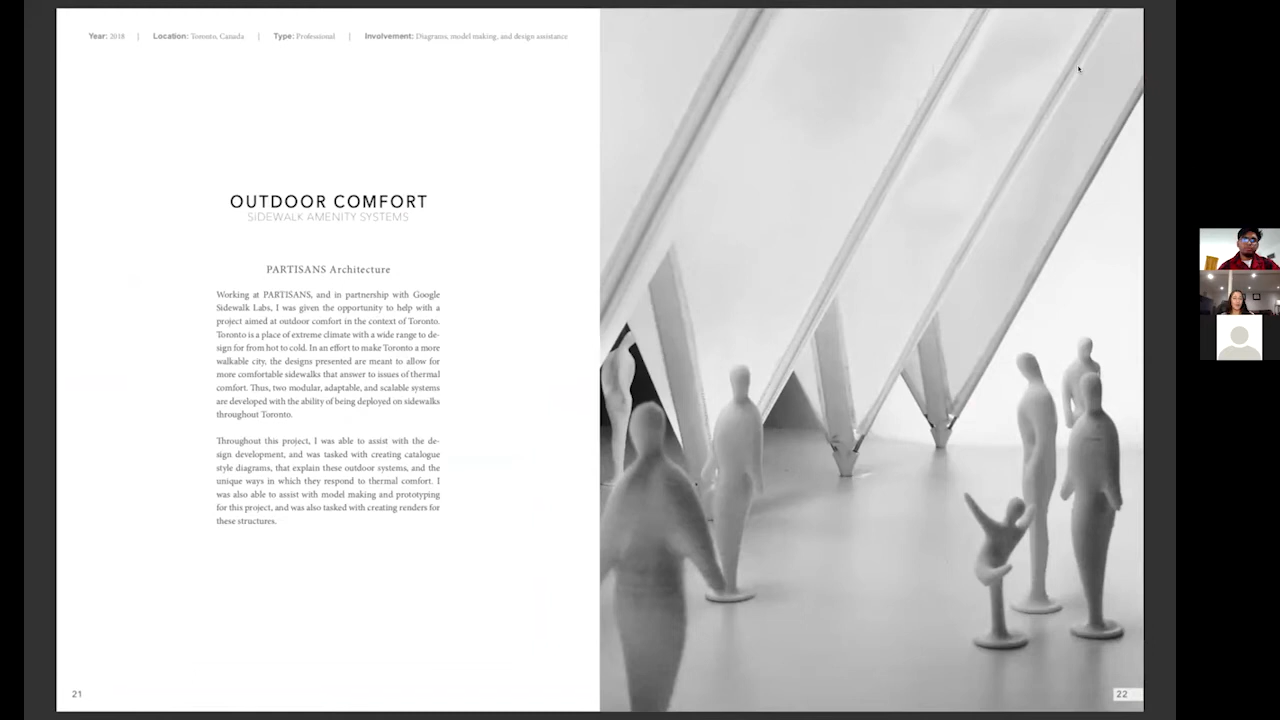 Year: 2018 | Location: Toronto, Canada | Type: Professional | Involvement: Diagrams, model making, and design assistance
OUTDOOR COMFORT
SIDEWALK AMENITY SYSTEMS
PARTISANS Architecture
Working at PARTISANS, and in partnership with Google
Sidewalk Labs, I was given the opportunity to help with a
project aimed at outdoor comfort in the context of Toronto.
Toronto is a place of extreme climate with a wide range to de-
sign for from hot to cold. In an effort to make Toronto a more
walkable city, the designs presented are meant to allow for
more comfortable sidewalks that answer to issues of thermal
comfort. Thus, two modular, adaptable, and scalable systems
are developed with the ability of being deployed on sidewalks
throughout Toronto.
Throughout this project, I was able to assist with the de-
sign development, and was tasked with creating catalogue
style diagrams, that explain these outdoor systems, and the
unique ways in which they respond to thermal comfort. I
was also able to assist with model making and prototyping
for this project, and was also tasked with creating renders for
these structures.
21
22